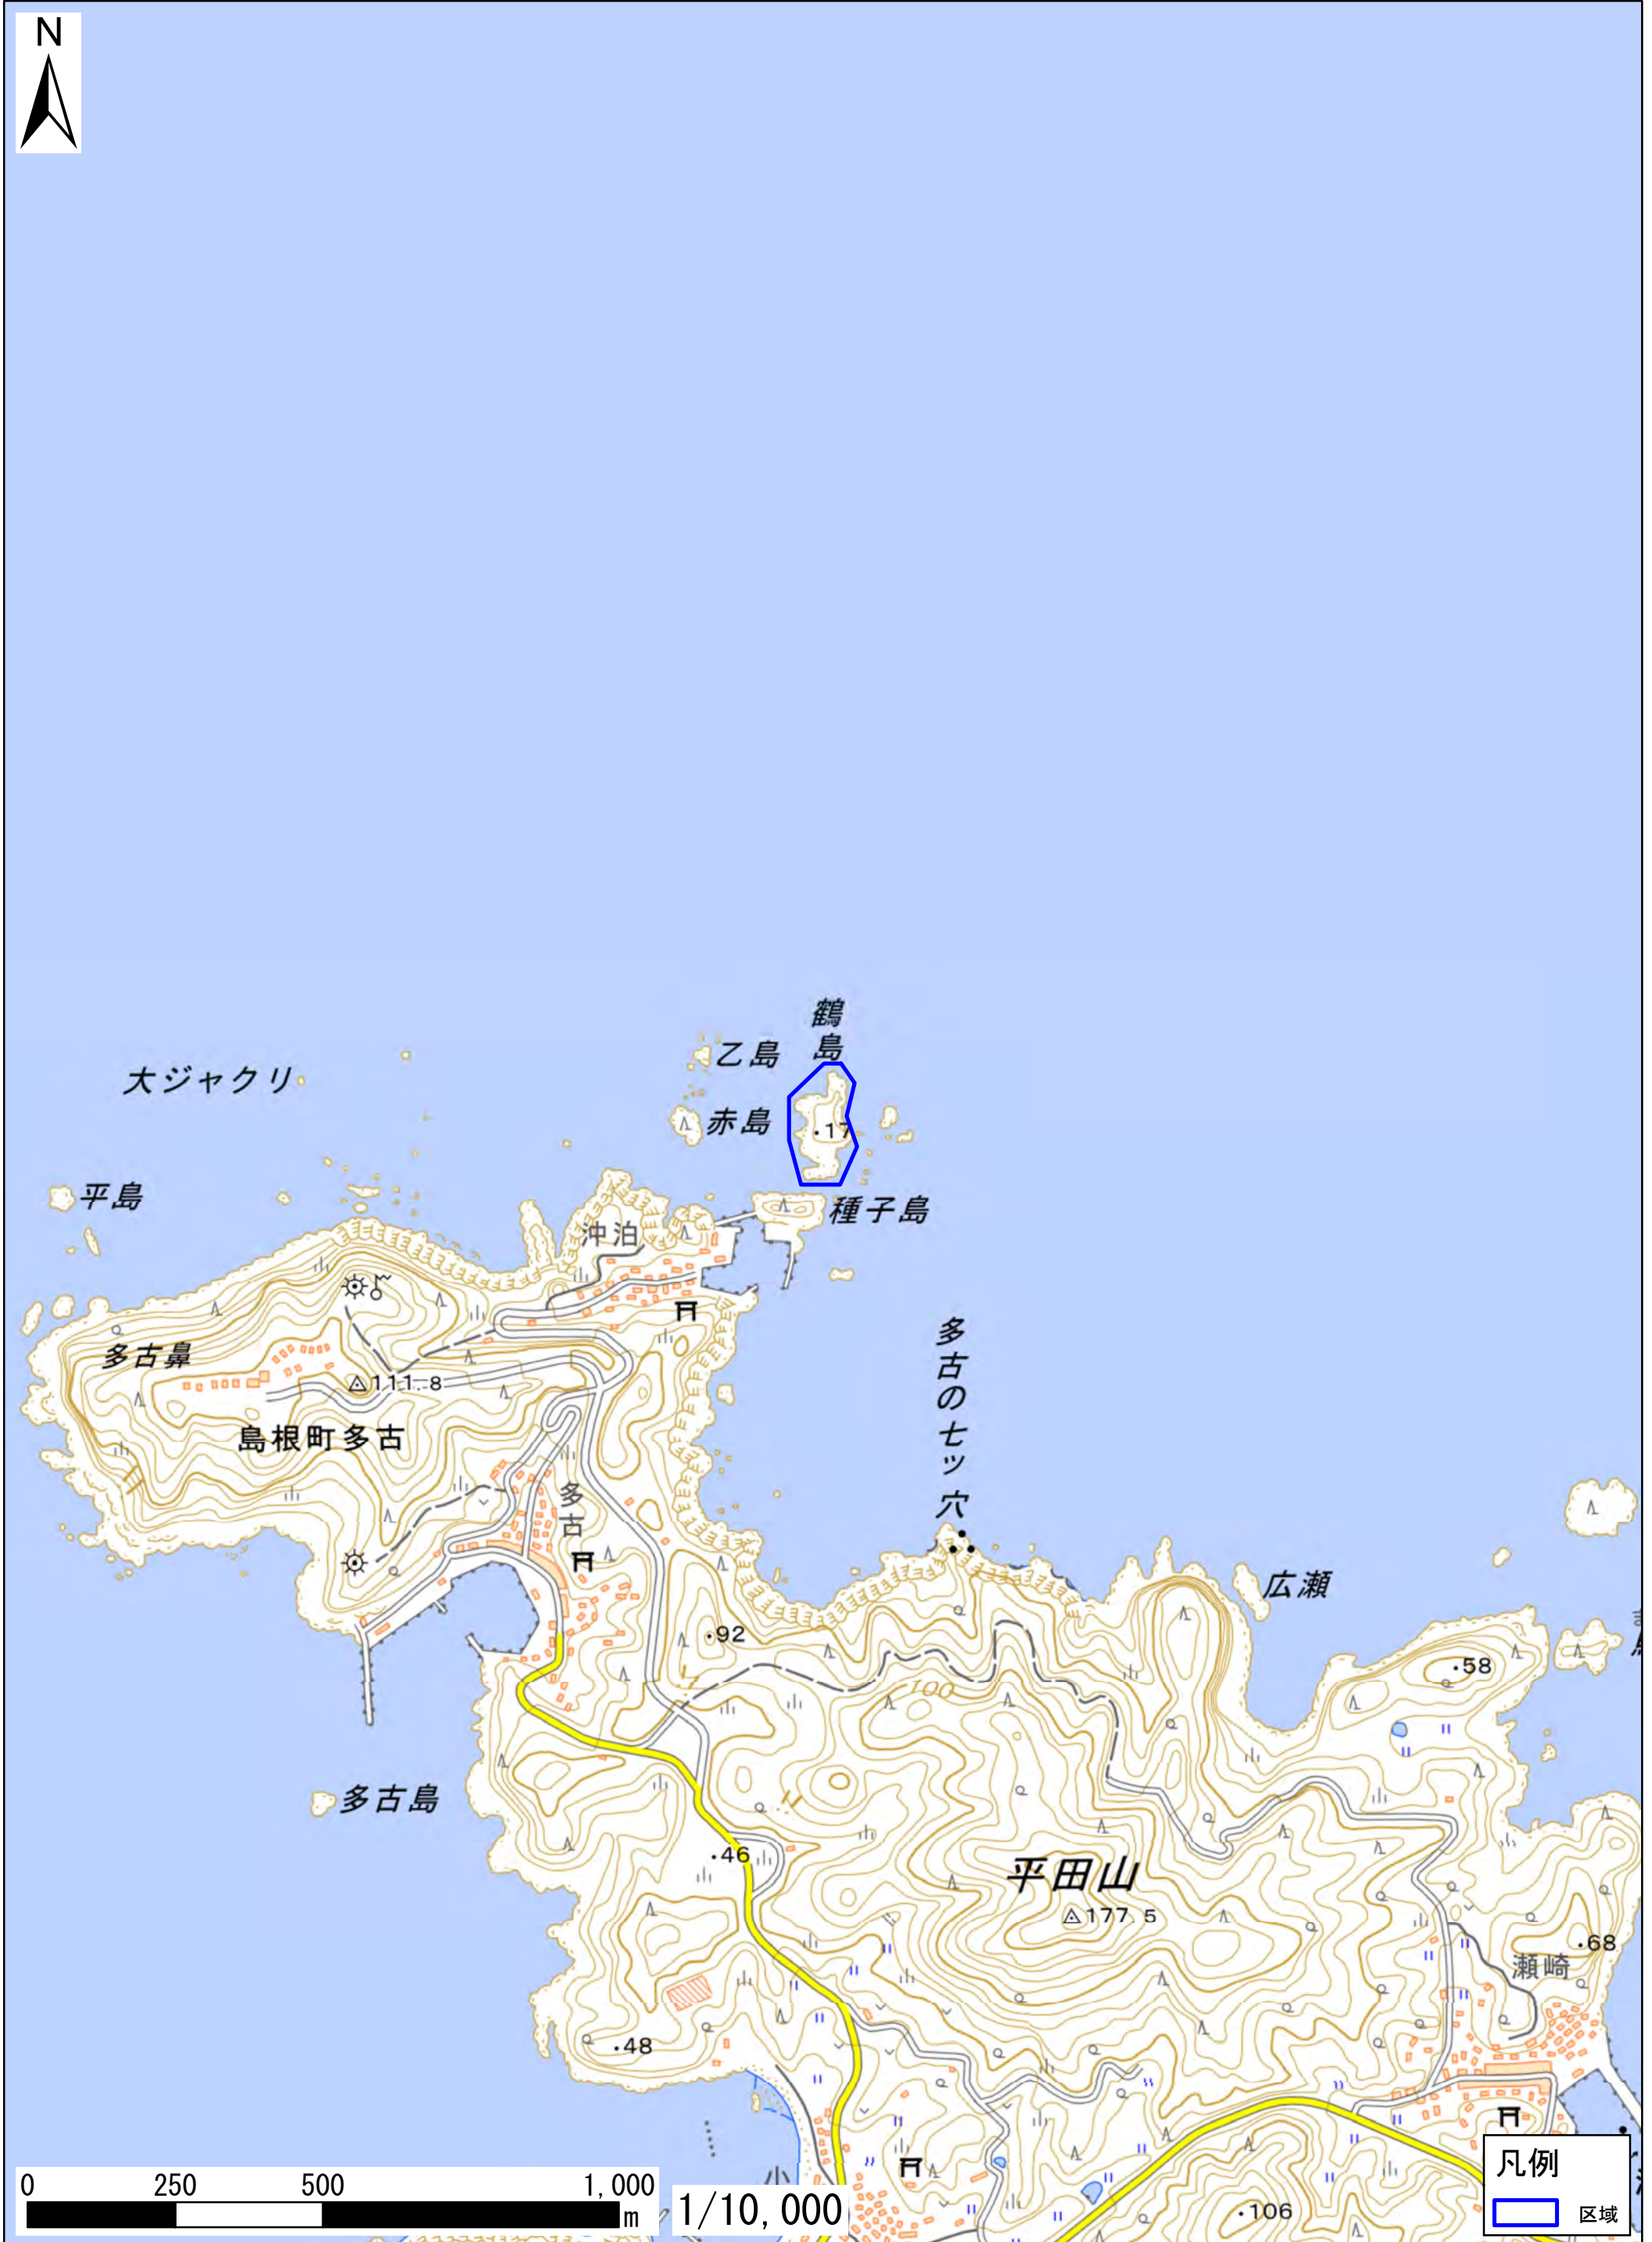 N
鶴島
乙島
大ジャクリ
赤島
・17
平島
種子島
沖泊
多古の七ッ穴
多古鼻
111.8
島根町多古
多古
広瀬
・92
・58
100
多古島
・46
平田山
177.5
・68
瀬崎
・48
小
0 250 500 1,000
m
1/10,000
・106
凡例
区域